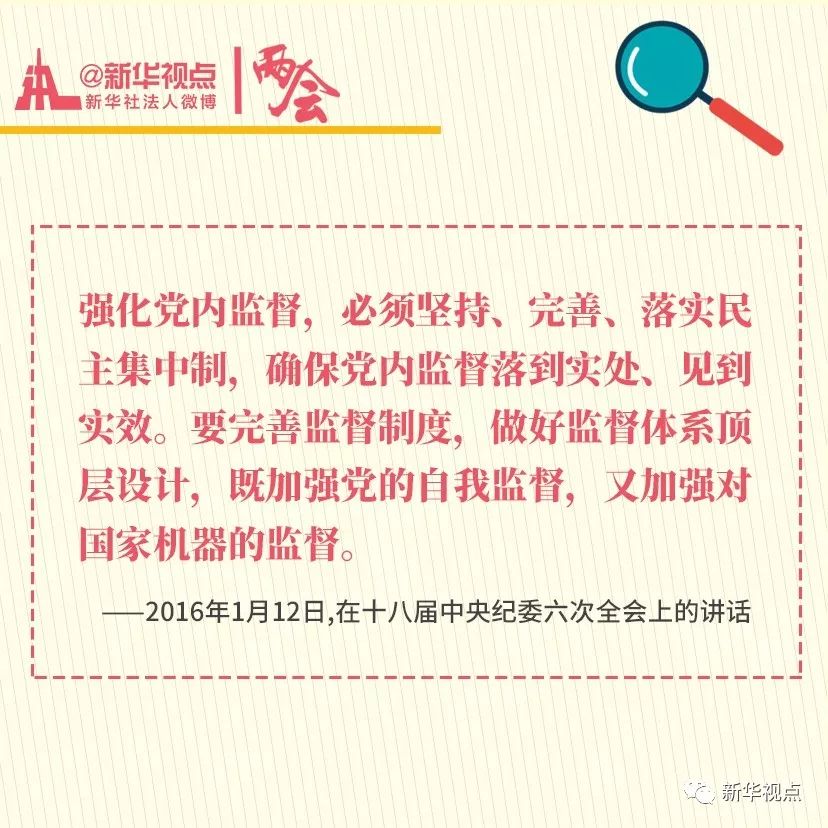 @新华视点
新华社法人微博
两会
强化党内监督，必须坚持、完善、落实民
主集中制，确保党内监督落到实处、见到
实效。要完善监督制度，做好监督体系顶
层设计，既加强党的自我监督，又加强对
国家机器的监督。
——2016年1月12日,在十八届中央纪委六次全会上的讲话
新华视点